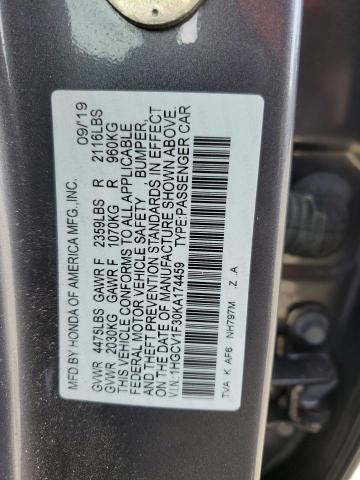 MFD BY HONDA OF AMERICA MFG.,INC. 09/19
GVWR 4475LBS GAWR F 2359LBS R 2116LBS
GVWR 2030KG GAWR F 1070KG R 960KG
THIS VEHICLE CONFORMS TO ALL APPLICABLE
FEDERAL MOTOR VEHICLE SAFETY, BUMPER,
AND THEFT PREVENTION STANDARDS IN EFFECT
ON THE DATE OF MANUFACTURE SHOWN ABOVE.
V.I.N.:1HGCV1F30KA174459 TYPE:PASSENGER CAR
TVA K AF6 NH797M Z A